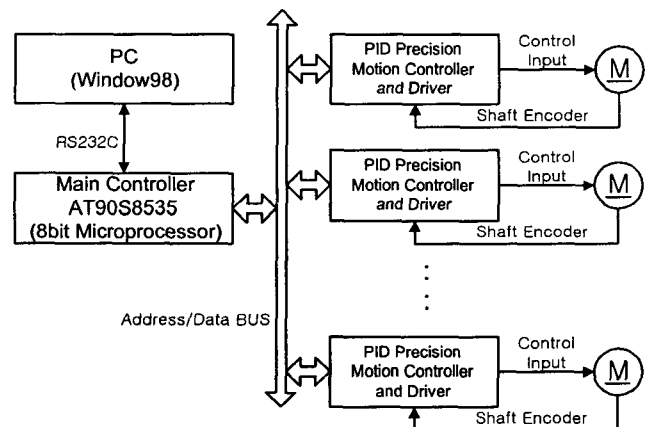 PC
(Window98)
RS232C
Main Controller
AT90S8535
(8bit Microprocessor)
Address/Data BUS
PID Precision
Motion Controller
and Driver
Control
Input
M
Shaft Encoder
PID Precision
Motion Controller
and Driver
Control
Input
M
Shaft Encoder
PID Precision
Motion Controller
and Driver
Control
Input
M
Shaft Encoder